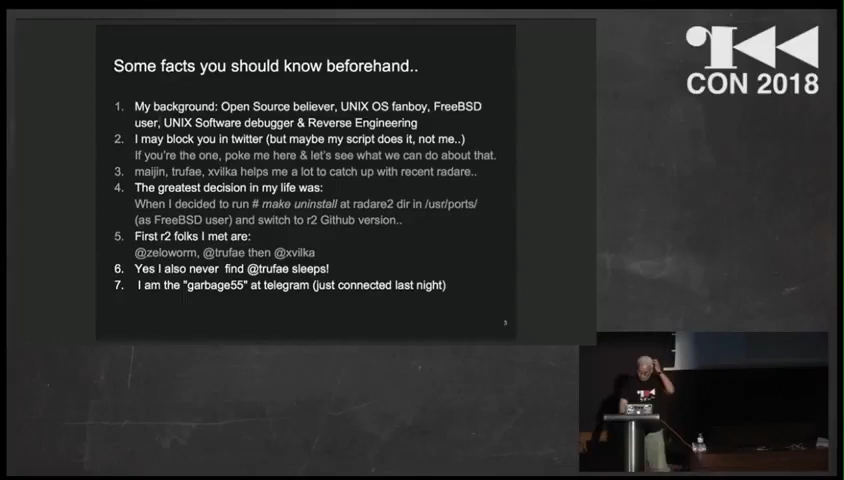 Some facts you should know beforehand..
1. My background: Open Source believer, UNIX OS fanboy, FreeBSD
user, UNIX Software debugger & Reverse Engineering
2. I may block you in twitter (but maybe my script does it, not me..)
If you're the one, poke me here & let's see what we can do about that.
3. maijin, trufae, xvilka helps me a lot to catch up with recent radare..
4. The greatest decision in my life was:
When I decided to run # make uninstall at radare2 dir in /usr/ports/
(as FreeBSD user) and switch to r2 Github version..
5. First r2 folks I met are:
@zeloworm, @trufae then @xvilka
6. Yes I also never find @trufae sleeps!
7. I am the "garbage55" at telegram (just connected last night)
3
CON 2018